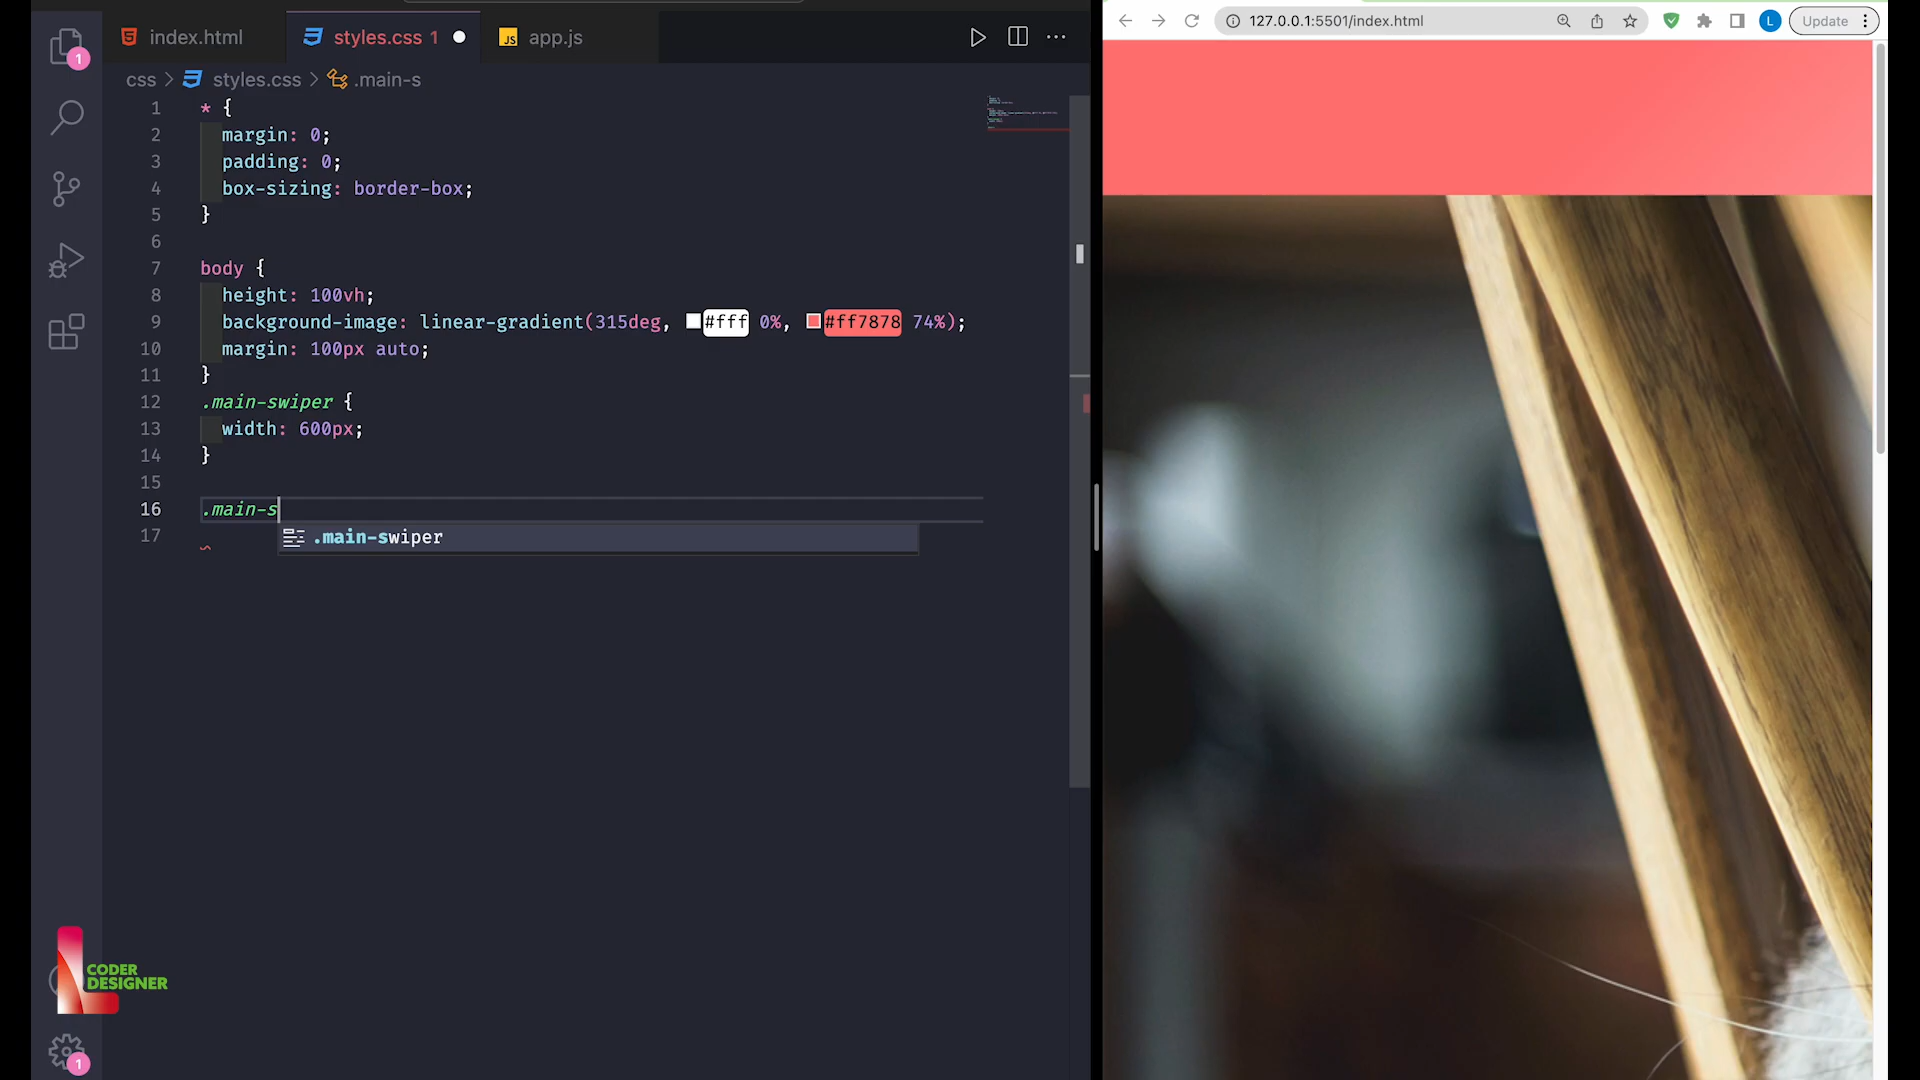 index.html
styles.css 1
app.js
css > styles.css > .main-s
1 * {
2 margin: 0;
3 padding: 0;
4 box-sizing: border-box;
5 }
6
7 body {
8 height: 100vh;
9 background-image: linear-gradient(315deg, #fff 0%, #ff7878 74%);
10 margin: 100px auto;
11 }
12 .main-swiper {
13 width: 600px;
14 }
15
16 .main-s
.main-swiper
17
1
1
CODER
DESIGNER
127.0.0.1:5501/index.html
L
Update